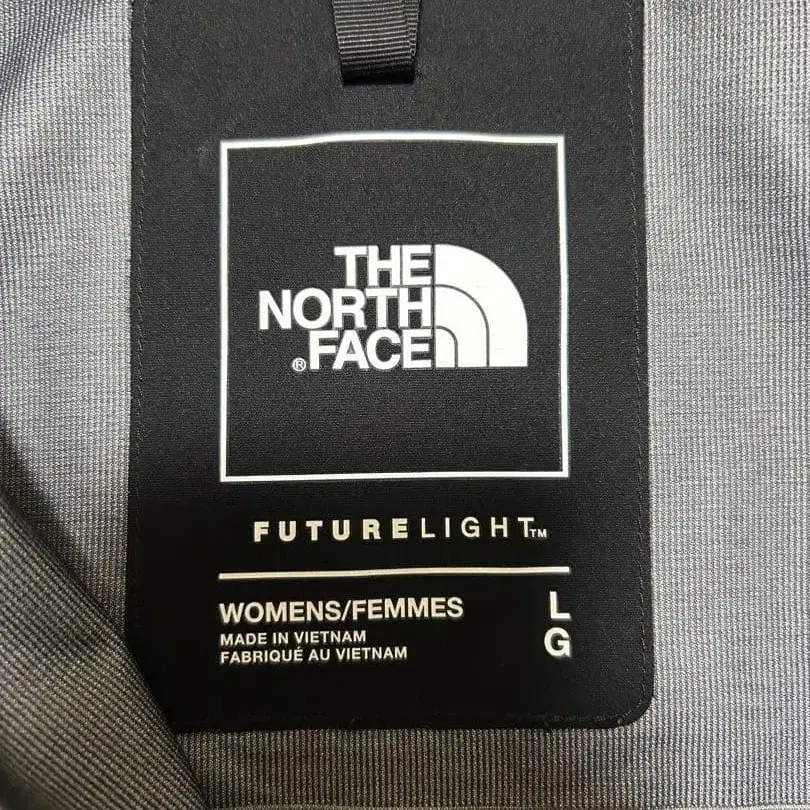 THE
NORTH
®FACE
FUTURELIGHT™
WOMENS/FEMMES L
MADE IN VIETNAM G
FABRIQUÉ AU VIETNAM